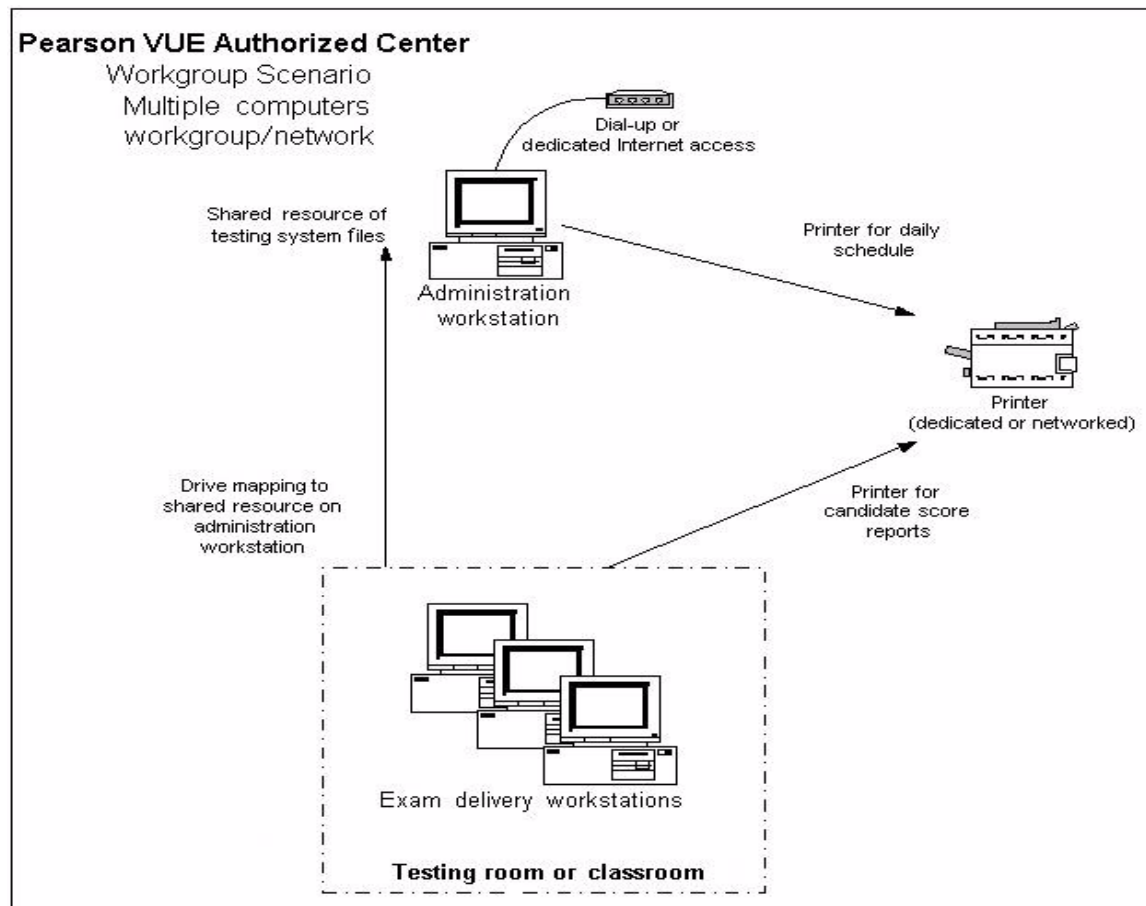 Pearson VUE Authorized Center
Workgroup Scenario
Multiple computers
workgroup/network
Dial-up or
dedicated Internet access
Shared resource of
testing system files
Administration
workstation
Printer for daily
schedule
Printer
(dedicated or networked)
Drive mapping to
shared resource on
administration
workstation
Printer for
candidate score
reports
Exam delivery workstations
Testing room or classroom